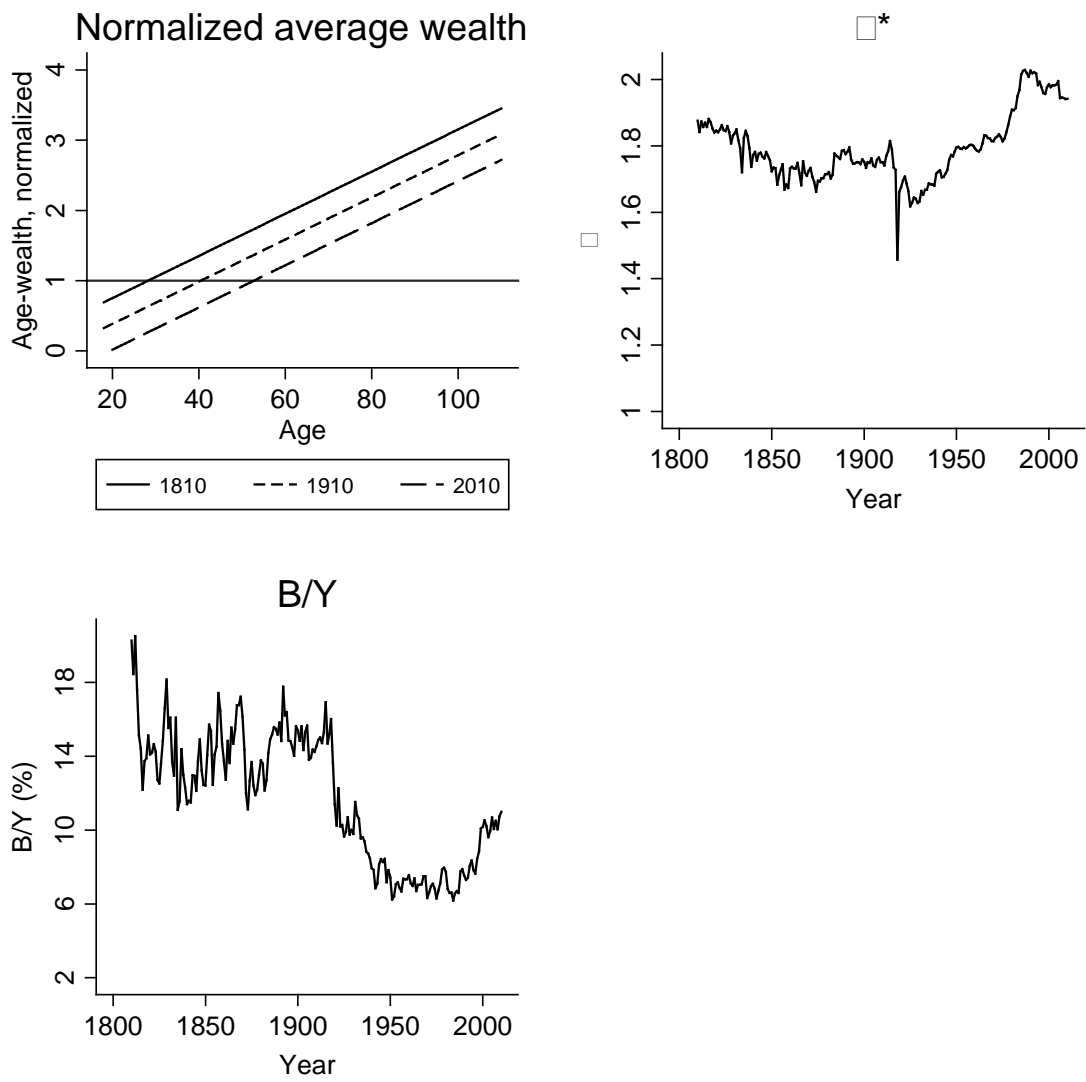 Normalized average wealth
Age-wealth, normalized
4
3
2
1
0
20 40 60 80 100
Age
1810 1910 2010
□*
□
2
1.8
1.6
1.4
1.2
1
1800 1850 1900 1950 2000
Year
B/Y
B/Y (%)
18
14
10
6
2
1800 1850 1900 1950 2000
Year